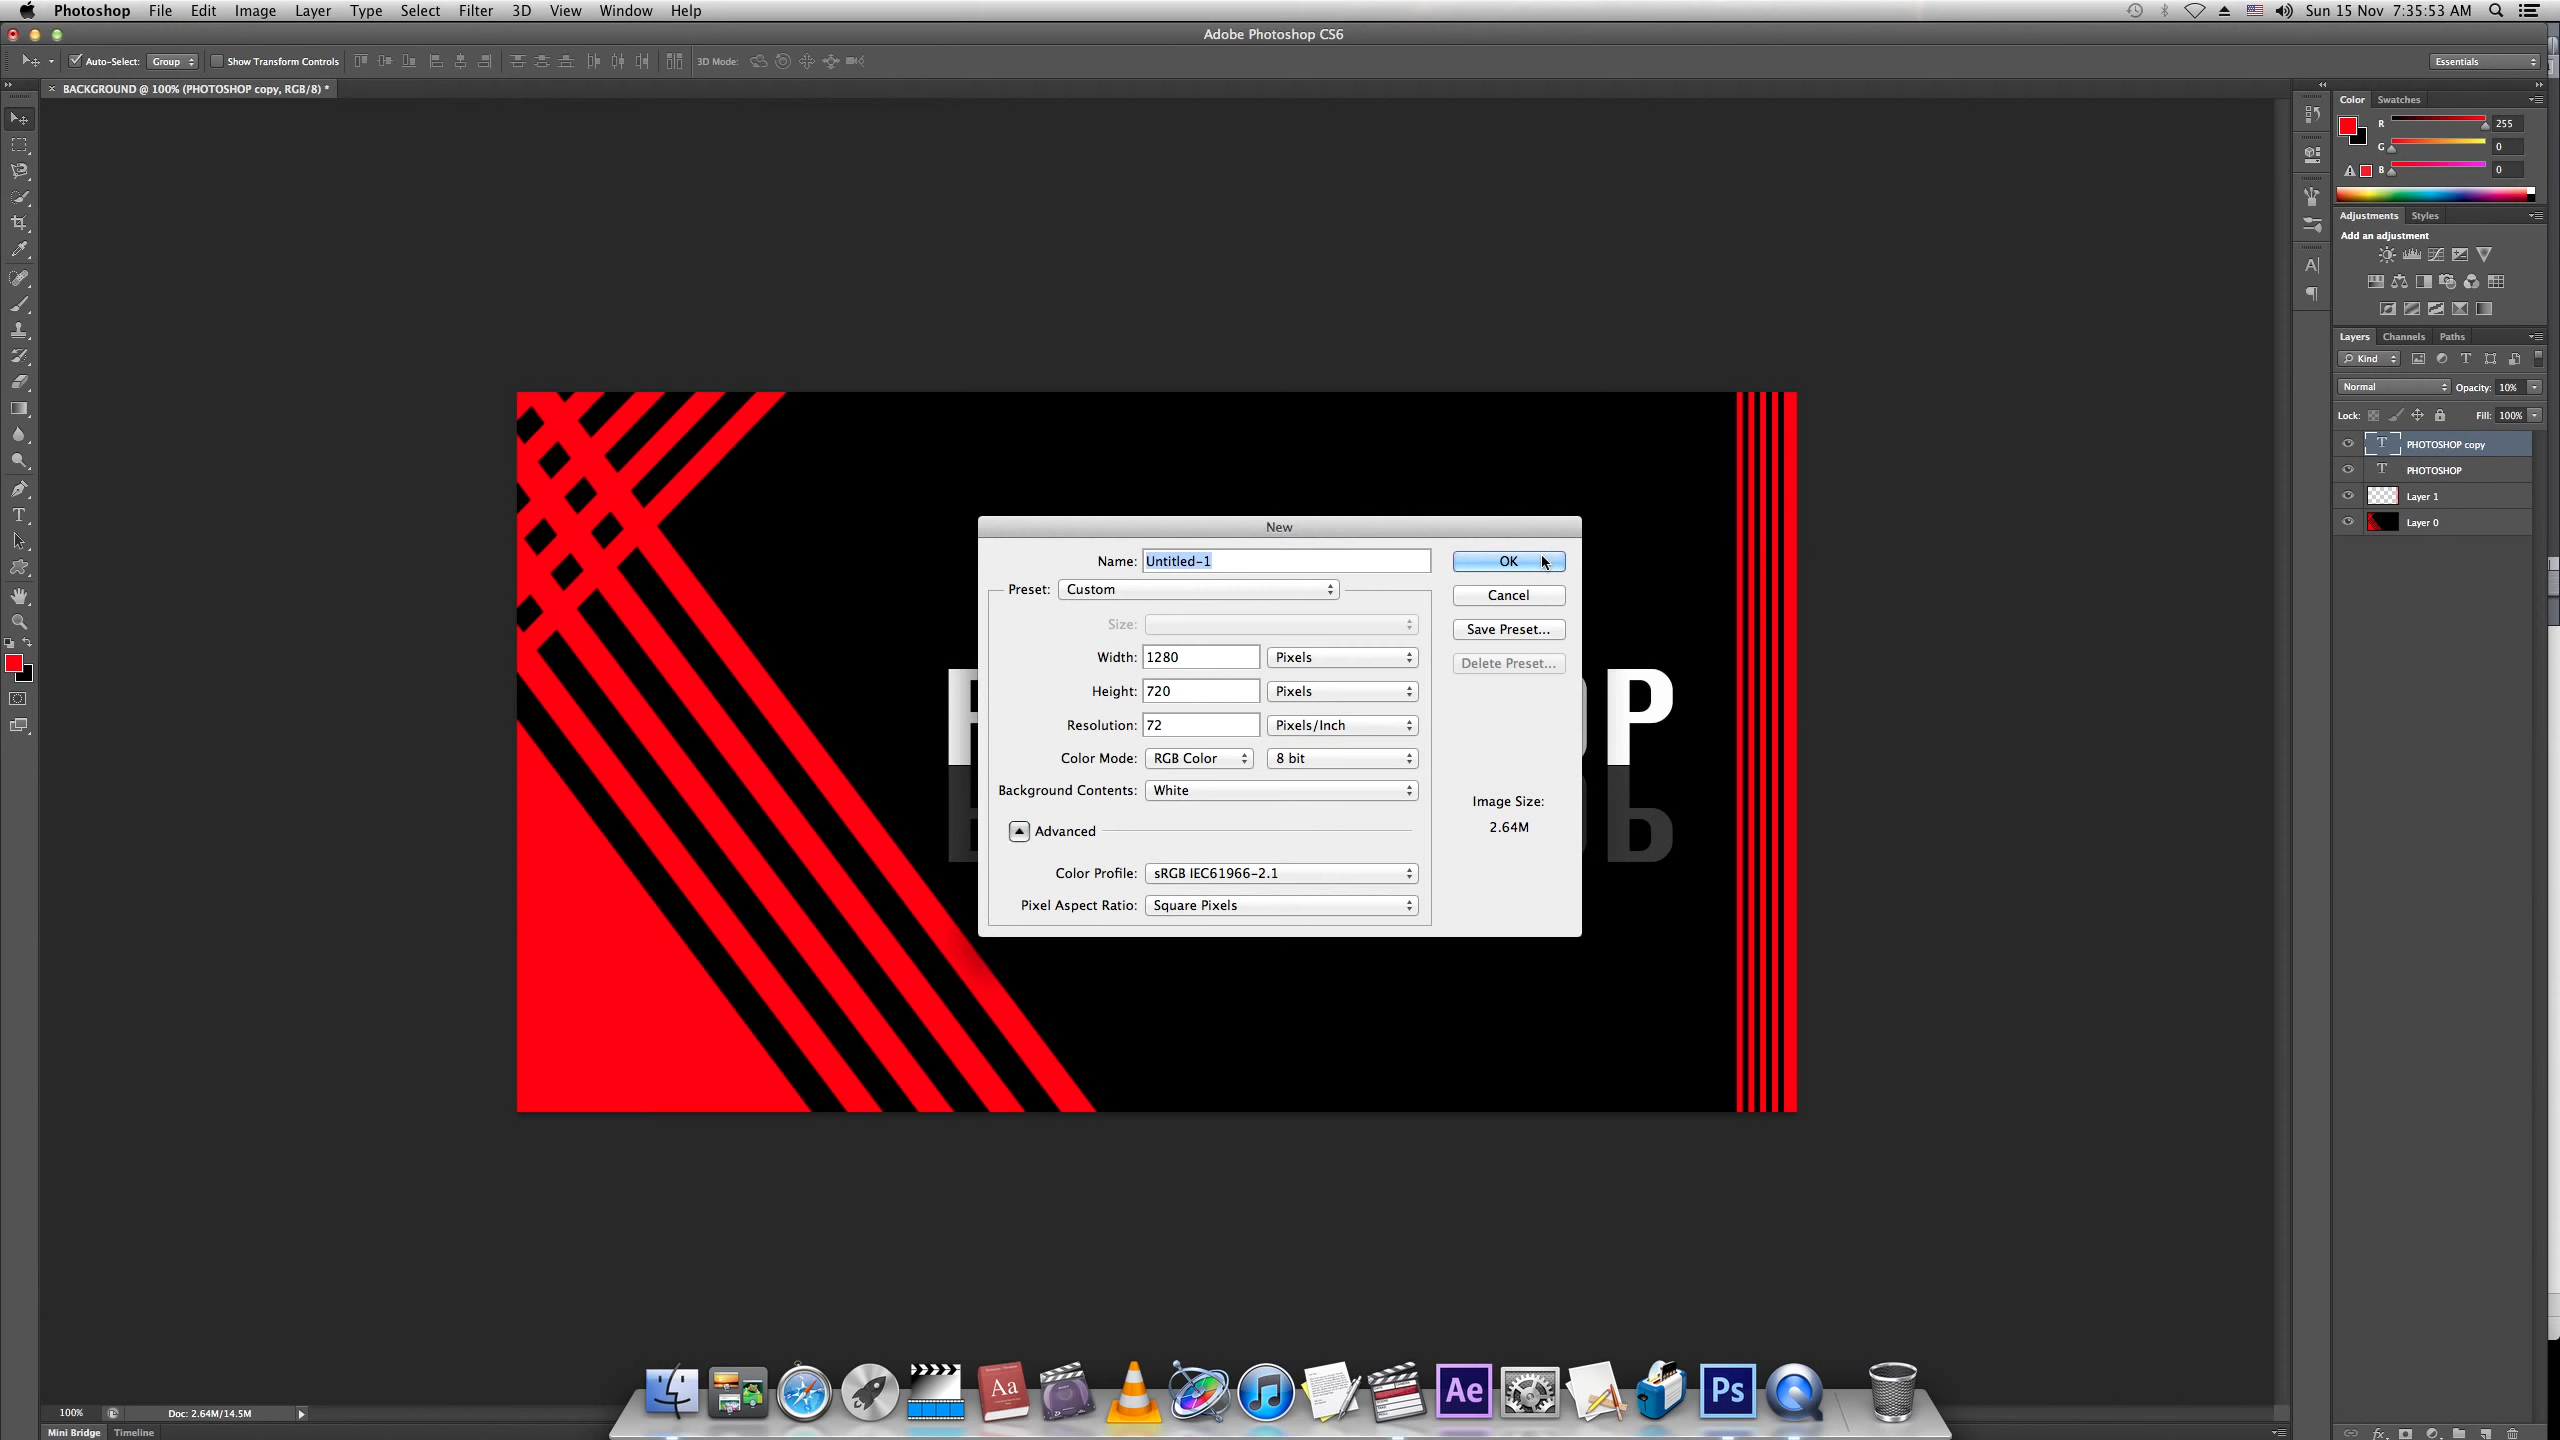 Photoshop File Edit Image Layer Type Select Filter 3D View Window Help Sun 15 Nov 7:35:53 AM
Adobe Photoshop CS6
Auto-Select: Group Show Transform Controls 3D Mode: Essentials
× BACKGROUND @ 100% (PHOTOSHOP copy, RGB/8) *
Color Swatches
R 255
G 0
B 0
Adjustments Styles
Add an adjustment
Layers Channels Paths
Kind T
Normal Opacity: 10%
Lock: Fill: 100%
T PHOTOSHOP copy
T PHOTOSHOP
Layer 1
Layer 0
New
Name: Untitled-1 OK
Preset: Custom Cancel
Size: Save Preset...
Width: 1280 Pixels Delete Preset...
Height: 720 Pixels
Resolution: 72 Pixels/Inch
Color Mode: RGB Color 8 bit
Background Contents: White
Image Size:
2.64M
Advanced
Color Profile: sRGB IEC61966-2.1
Pixel Aspect Ratio: Square Pixels
P
Aa
Ae
Ps
100% Doc: 2.64M/14.5M
Mini Bridge Timeline
fx